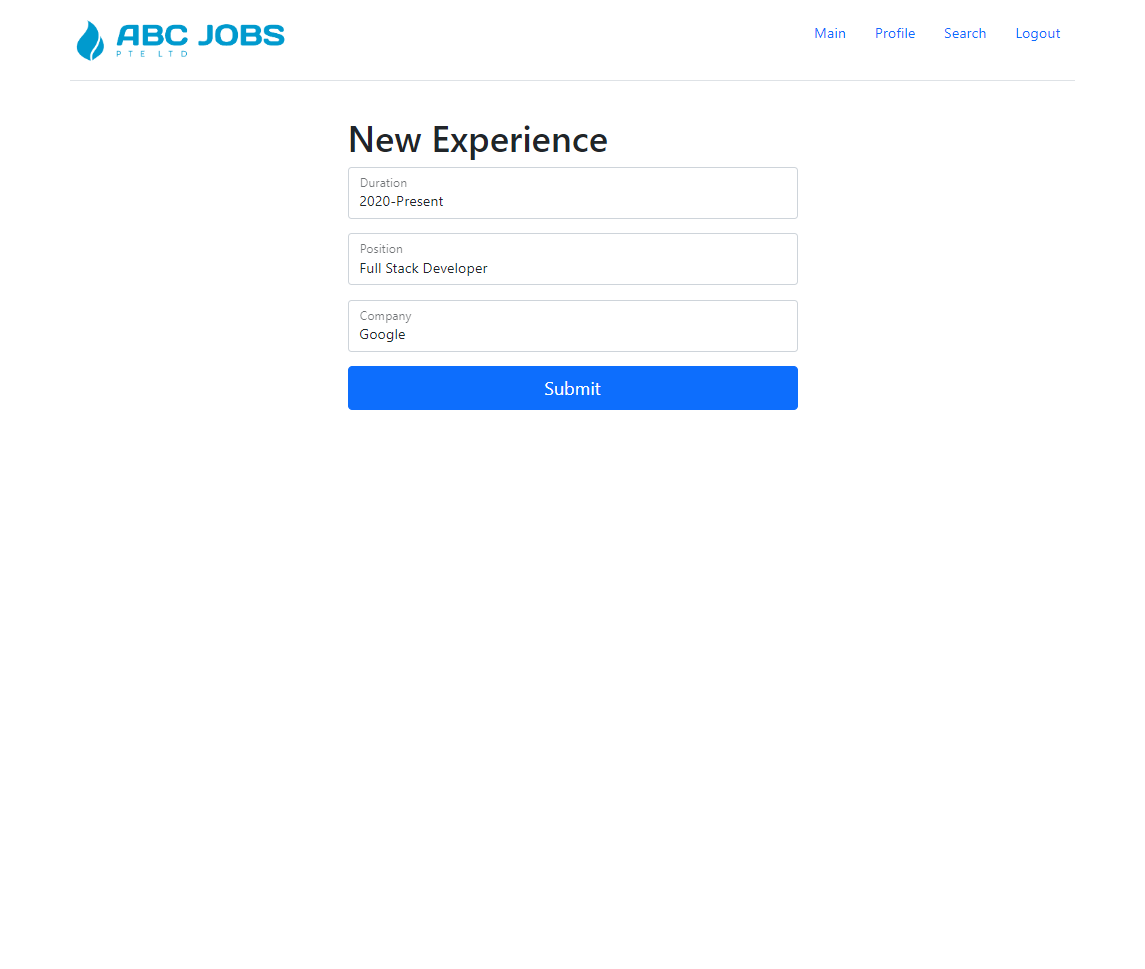 ABC JOBS
PTE LTD
Main Profile Search Logout
New Experience
Duration
2020-Present
Position
Full Stack Developer
Company
Google
Submit